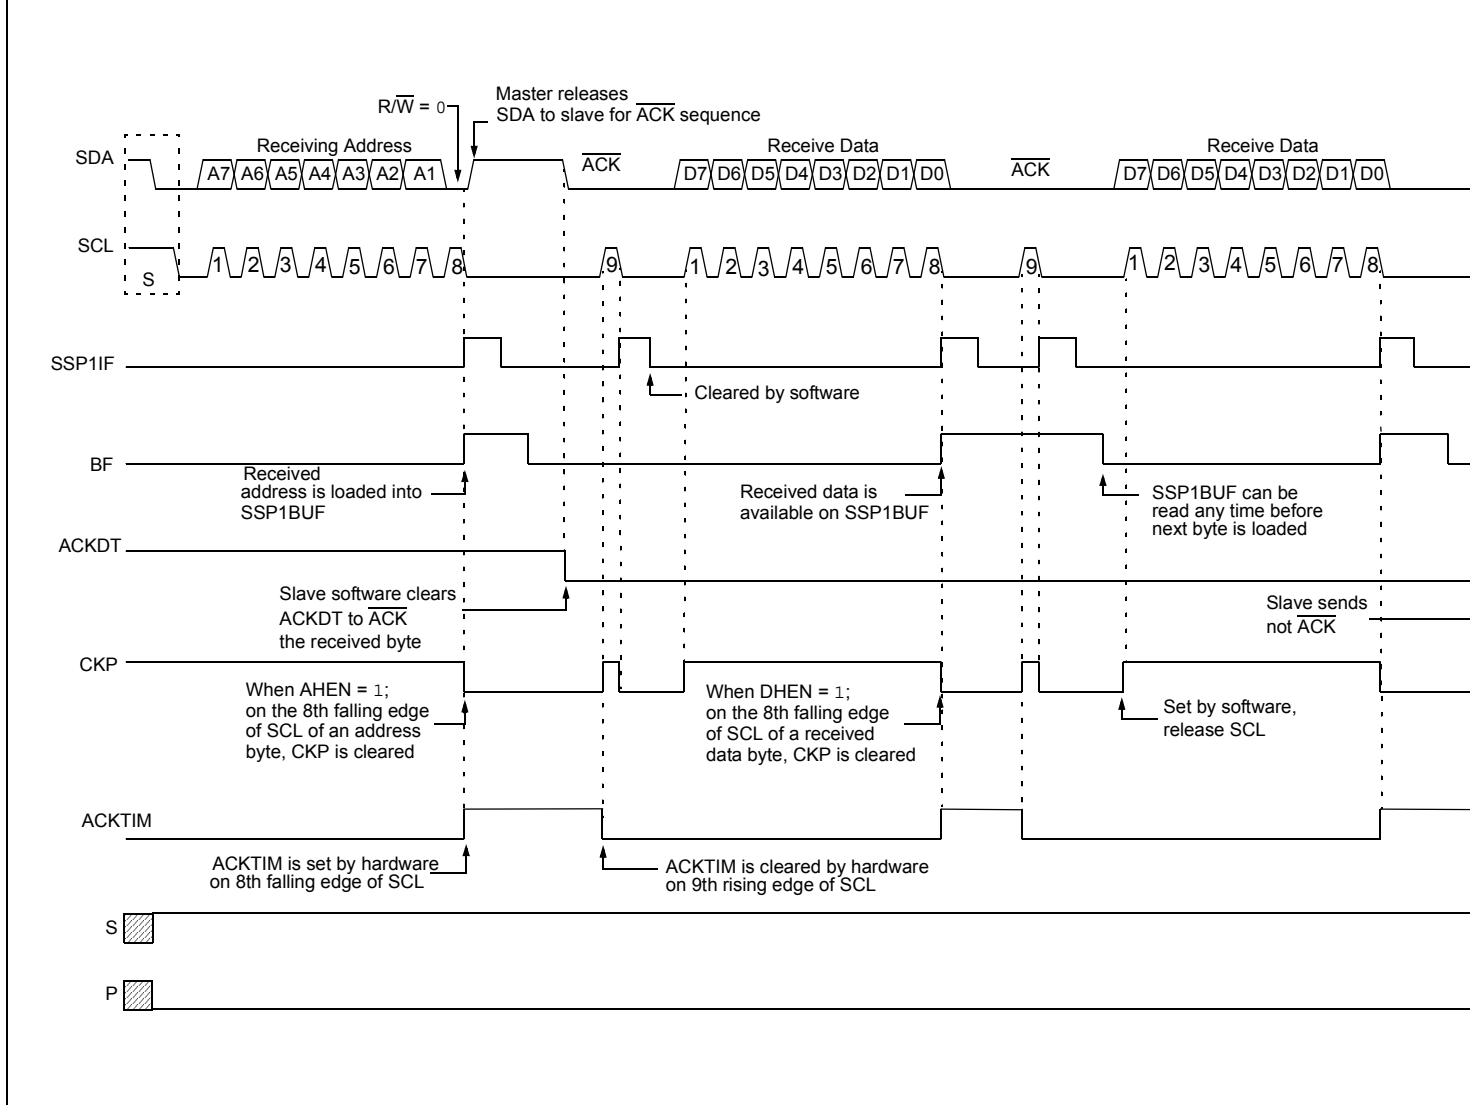 Master releases
SDA to slave for ACK sequence
R/W = 0
Receiving Address
ACK
Receive Data
ACK
Receive Data
SDA
A7 A6 A5 A4 A3 A2 A1
D7 D6 D5 D4 D3 D2 D1 D0
D7 D6 D5 D4 D3 D2 D1 D0
SCL
S
1 2 3 4 5 6 7 8 9
1 2 3 4 5 6 7 8 9
1 2 3 4 5 6 7 8
SSP1IF
Cleared by software
BF
Received
address is loaded into
SSP1BUF
Received data is
available on SSP1BUF
SSP1BUF can be
read any time before
next byte is loaded
ACKDT
Slave software clears
ACKDT to ACK
the received byte
Slave sends
not ACK
CKP
When AHEN = 1;
on the 8th falling edge
of SCL of an address
byte, CKP is cleared
When DHEN = 1;
on the 8th falling edge
of SCL of a received
data byte, CKP is cleared
Set by software,
release SCL
ACKTIM
ACKTIM is set by hardware
on 8th falling edge of SCL
ACKTIM is cleared by hardware
on 9th rising edge of SCL
S
P